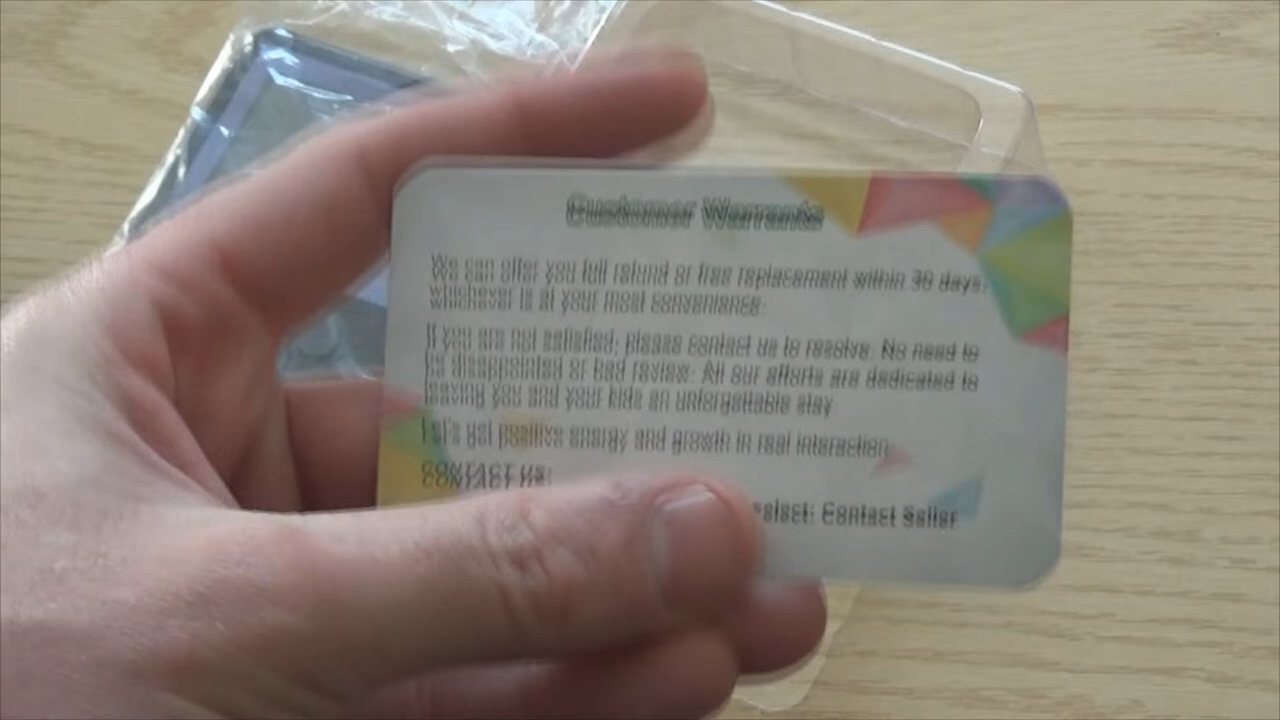 Customer Warrants
We can offer you full refund or free replacement within 30 days,
whichever is at your most convenience.
If you are not satisfied, please contact us to resolve. No need to
be disappointed or bad review. All our efforts are dedicated to
leaving you and your kids an unforgettable stay
Let's get positive energy and growth in real interaction
CONTACT US:
select: Contact Seller